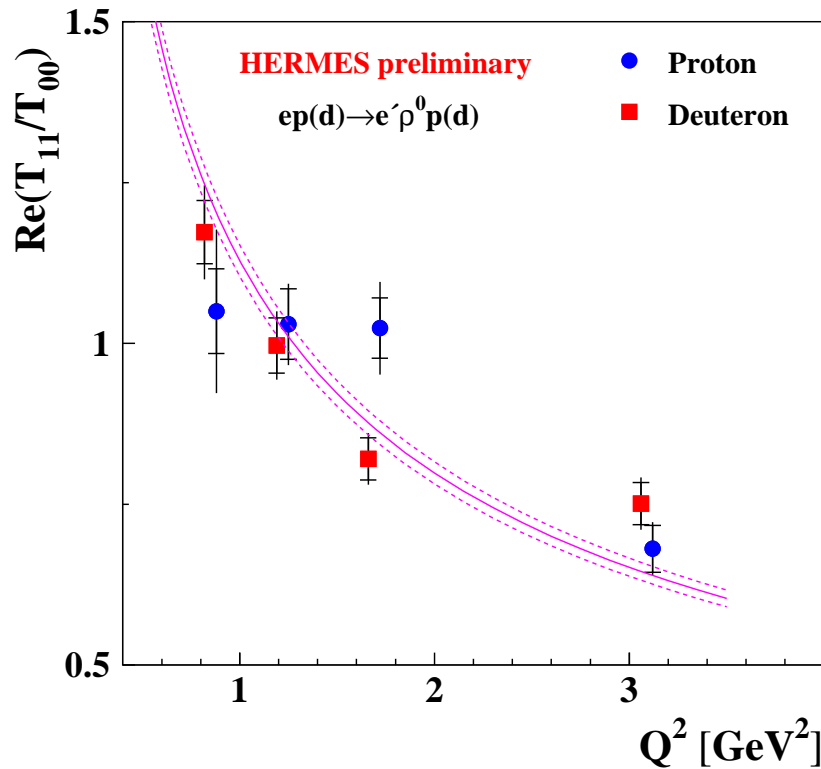 1.5
HERMES preliminary
Proton
ep(d)→e´ρ⁰p(d)
Deuteron
Re(T₁₁/T₀₀)
1
0.5
1 2 3
Q² [GeV²]